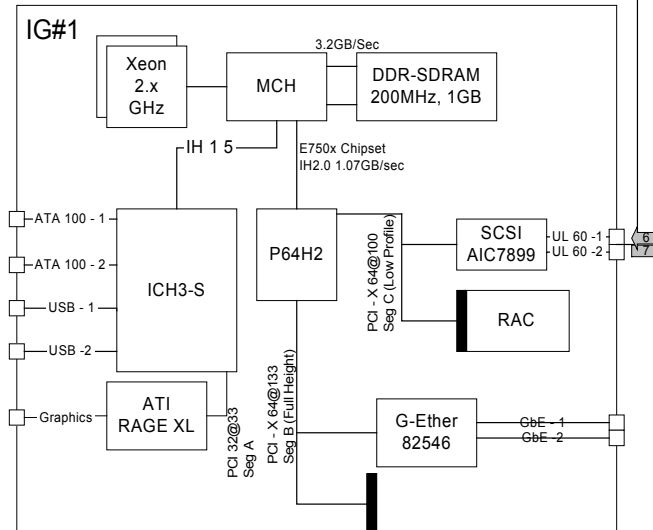 IG#1
Xeon
2.x
GHz
MCH
3.2GB/Sec
DDR-SDRAM
200MHz, 1GB
IH 1 5
E750x Chipset
IH2.0 1.07GB/sec
ATA 100 - 1
ATA 100 - 2
USB - 1
USB -2
ICH3-S
P64H2
PCI - X 64@100
Seg C (Low Profile)
SCSI
AIC7899
UL 60 -1
UL 60 -2
6
7
RAC
Graphics
ATI
RAGE XL
PCI 32@33
Seg A
PCI - X 64@133
Seg B (Full Height)
G-Ether
82546
GbE - 1
GbE -2